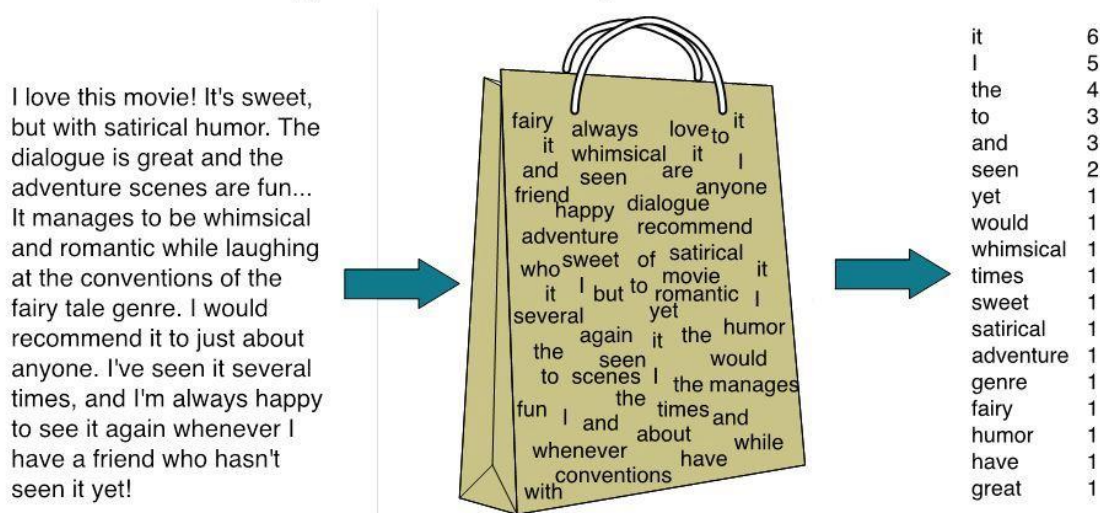 I love this movie! It's sweet,
but with satirical humor. The
dialogue is great and the
adventure scenes are fun...
It manages to be whimsical
and romantic while laughing
at the conventions of the
fairy tale genre. I would
recommend it to just about
anyone. I've seen it several
times, and I'm always happy
to see it again whenever I
have a friend who hasn't
seen it yet!
fairy always love to it
it whimsical it I
and seen are anyone
friend happy dialogue
adventure recommend
who sweet of satirical
it I but to romantic movie it
several yet I
again it the humor
the seen would
to scenes I the manages
fun I and the times and
whenever about while
conventions have
with
it 6
I 5
the 4
to 3
and 3
seen 2
yet 1
would 1
whimsical 1
times 1
sweet 1
satirical 1
adventure 1
genre 1
fairy 1
humor 1
have 1
great 1